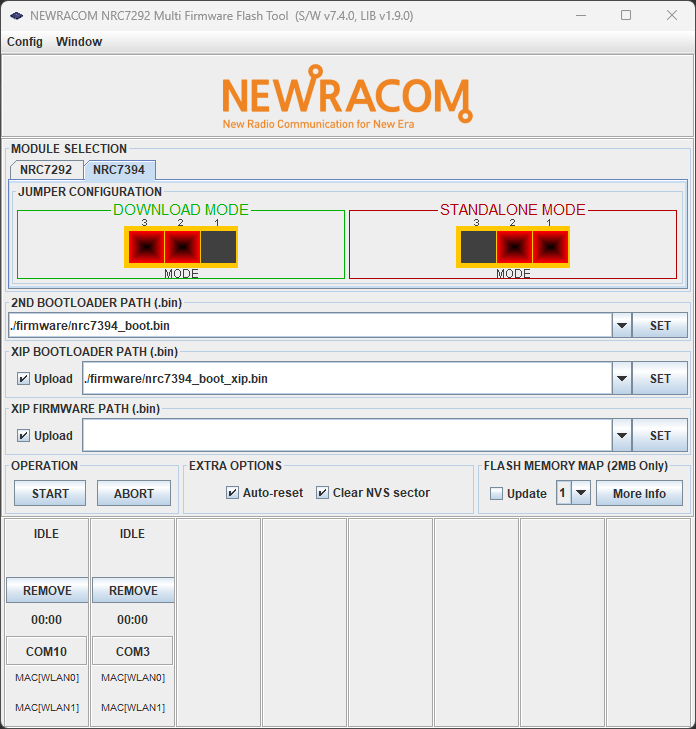 NEWRACOM NRC7292 Multi Firmware Flash Tool (S/W v7.4.0, LIB v1.9.0)
Config Window
NEWRACOM
New Radio Communication for New Era
MODULE SELECTION
NRC7292 NRC7394
JUMPER CONFIGURATION
DOWNLOAD MODE
3 2 1
MODE
STANDALONE MODE
3 2 1
MODE
2ND BOOTLOADER PATH (.bin)
./firmware/nrc7394_boot.bin SET
XIP BOOTLOADER PATH (.bin)
Upload ./firmware/nrc7394_boot_xip.bin SET
XIP FIRMWARE PATH (.bin)
Upload SET
OPERATION
START ABORT
EXTRA OPTIONS
Auto-reset Clear NVS sector
FLASH MEMORY MAP (2MB Only)
Update 1 More Info
IDLE IDLE
REMOVE REMOVE
00:00 00:00
COM10 COM3
MAC[WLAN0] MAC[WLAN0]
MAC[WLAN1] MAC[WLAN1]